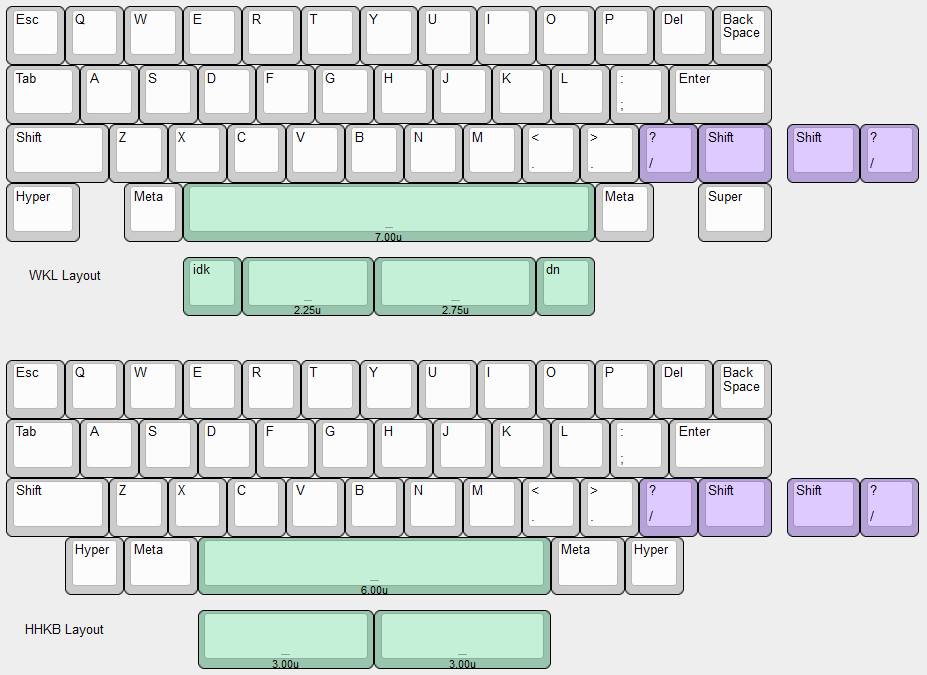 Esc Q W E R T Y U I O P Del Back
Space
Tab A S D F G H J K L : Enter
;
Shift Z X C V B N M < > ? Shift Shift ?
. . / /
Hyper Meta Meta Super
7.00u
idk dn
WKL Layout
2.25u 2.75u
Esc Q W E R T Y U I O P Del Back
Space
Tab A S D F G H J K L : Enter
;
Shift Z X C V B N M < > ? Shift Shift ?
. . / /
Hyper Meta Meta Hyper
6.00u
HHKB Layout
3.00u 3.00u